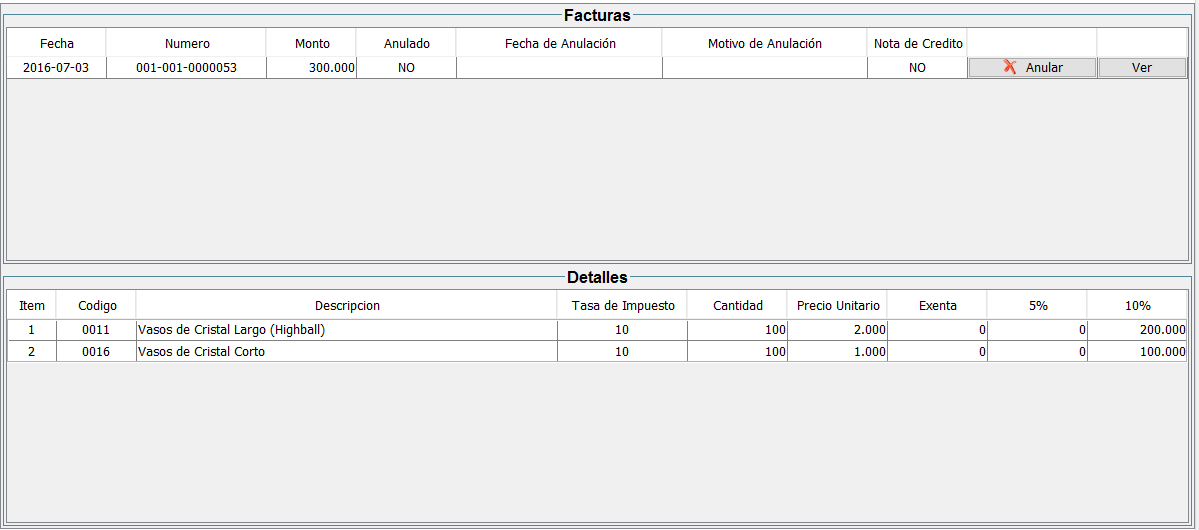 Facturas
Fecha Numero Monto Anulado Fecha de Anulación Motivo de Anulación Nota de Credito
2016-07-03 001-001-0000053 300.000 NO NO Anular Ver
Detalles
Item Codigo Descripcion Tasa de Impuesto Cantidad Precio Unitario Exenta 5% 10%
1 0011 Vasos de Cristal Largo (Highball) 10 100 2.000 0 0 200.000
2 0016 Vasos de Cristal Corto 10 100 1.000 0 0 100.000